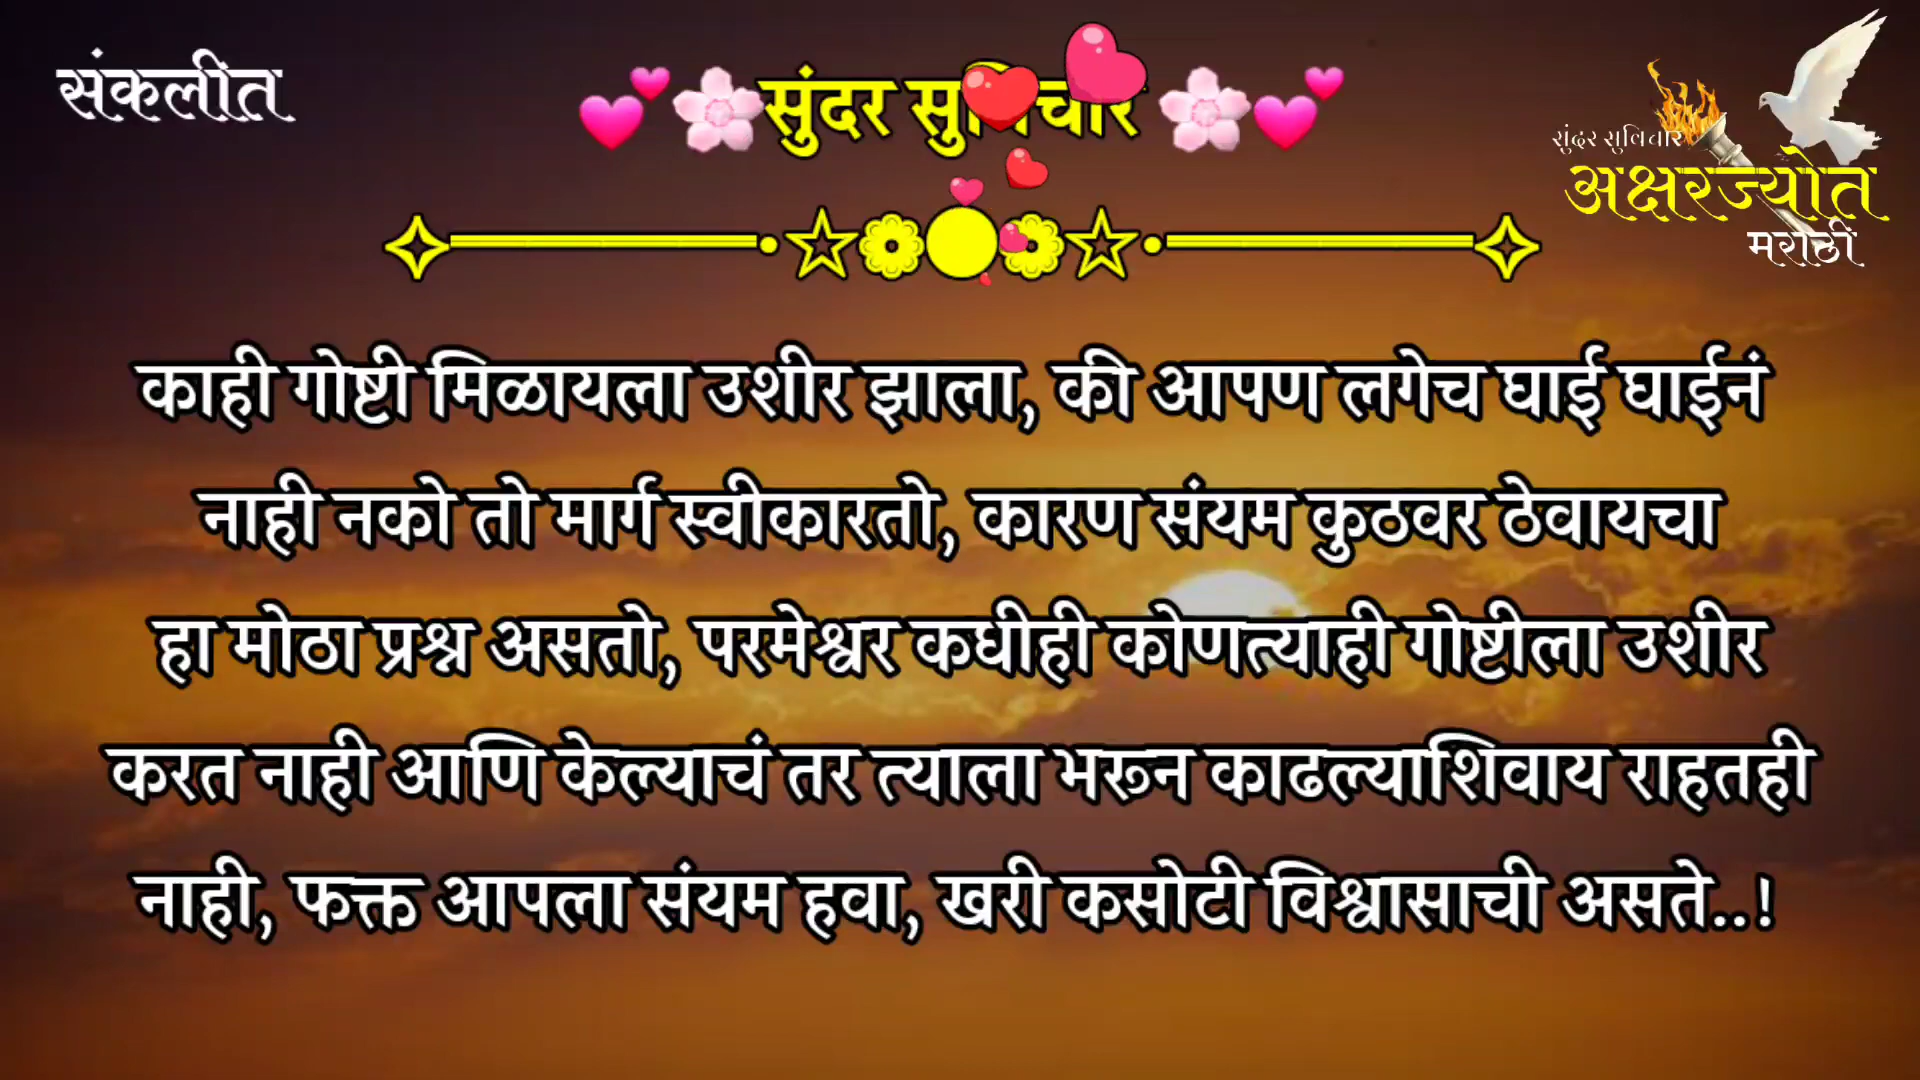 संकलीत
सुंदर सुविचार
सुंदर सुविचार
अक्षरज्योत
मराठी
काही गोष्टी मिळायला उशीर झाला, की आपण लगेच घाई घाईनं
नाही नको तो मार्ग स्वीकारतो, कारण संयम कुठवर ठेवायचा
हा मोठा प्रश्न असतो, परमेश्वर कधीही कोणत्याही गोष्टीला उशीर
करत नाही आणि केल्याचं तर त्याला भरून काढल्याशिवाय राहतही
नाही, फक्त आपला संयम हवा, खरी कसोटी विश्वासाची असते..!